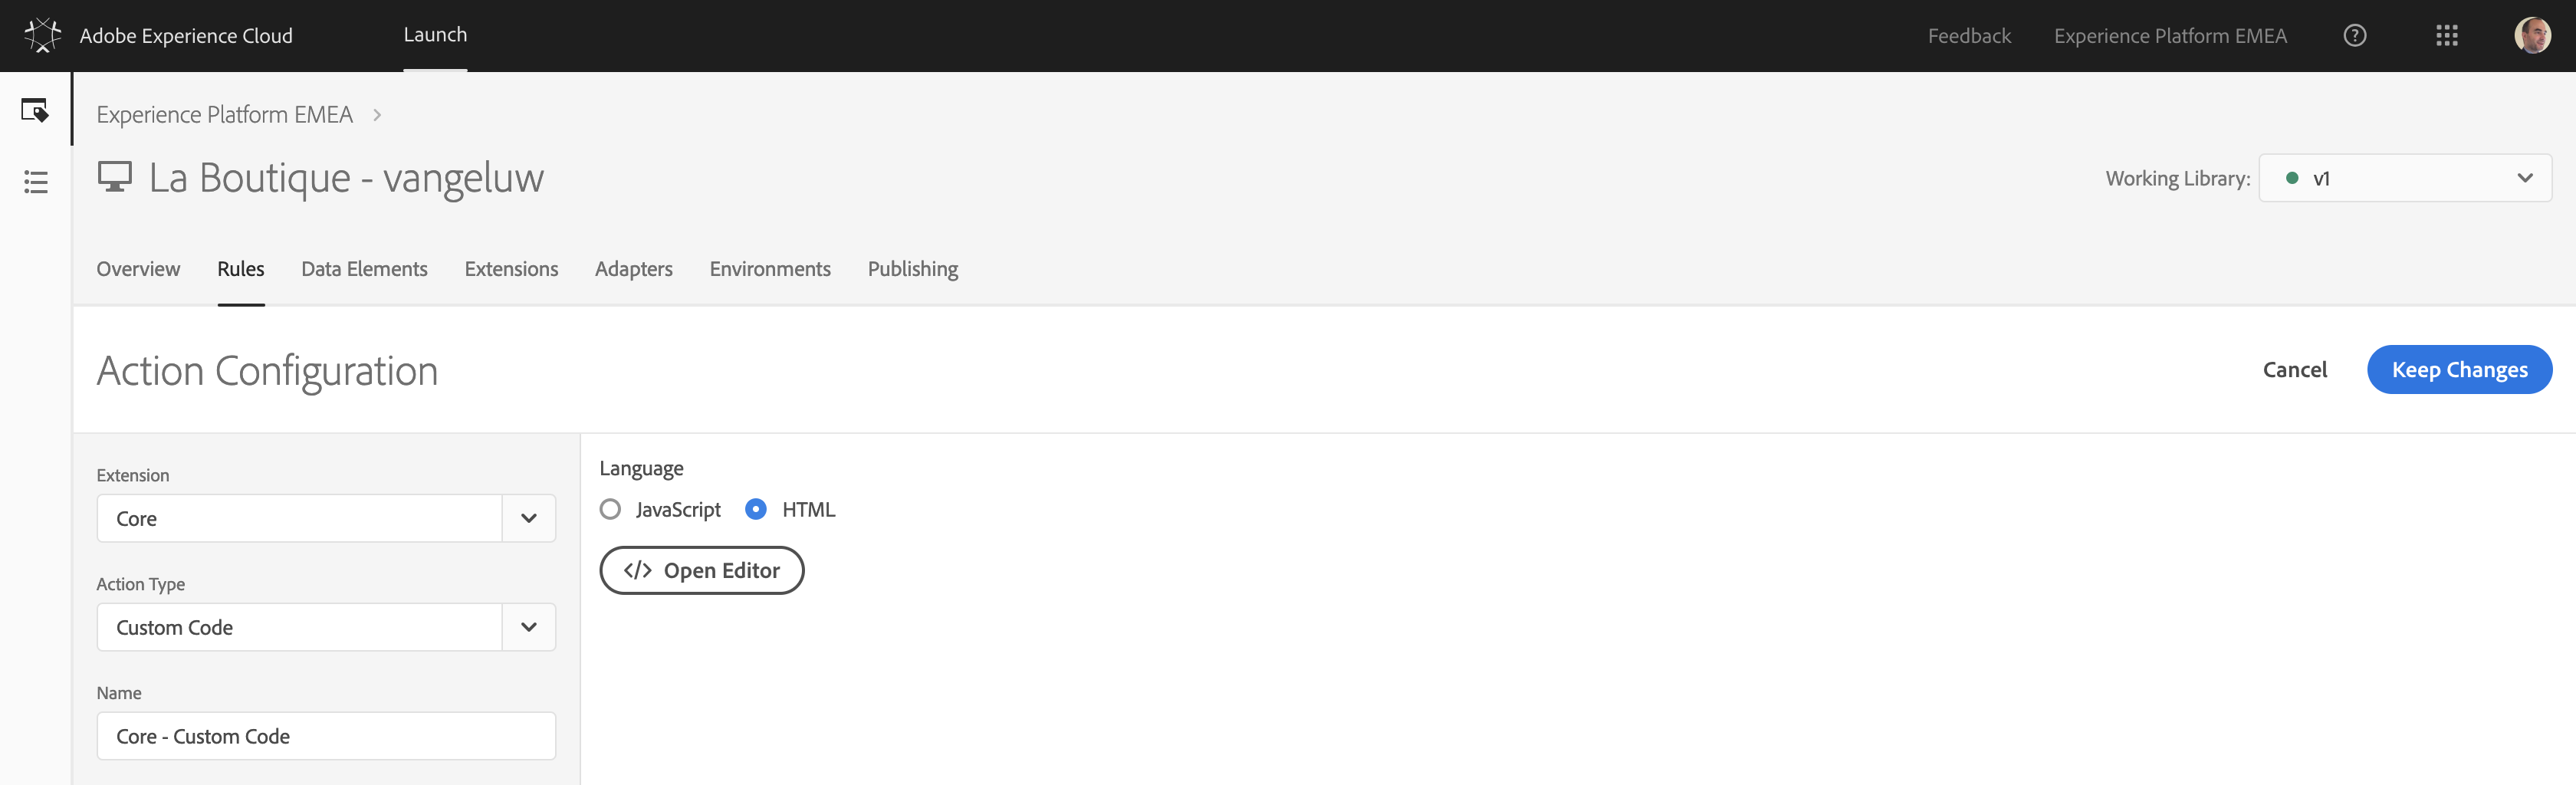 Adobe Experience Cloud Launch Feedback Experience Platform EMEA
Experience Platform EMEA
La Boutique - vangeluw Working Library: v1
Overview Rules Data Elements Extensions Adapters Environments Publishing
Action Configuration Cancel Keep Changes
Extension
Core
Action Type
Custom Code
Name
Core - Custom Code
Language
JavaScript HTML
</> Open Editor